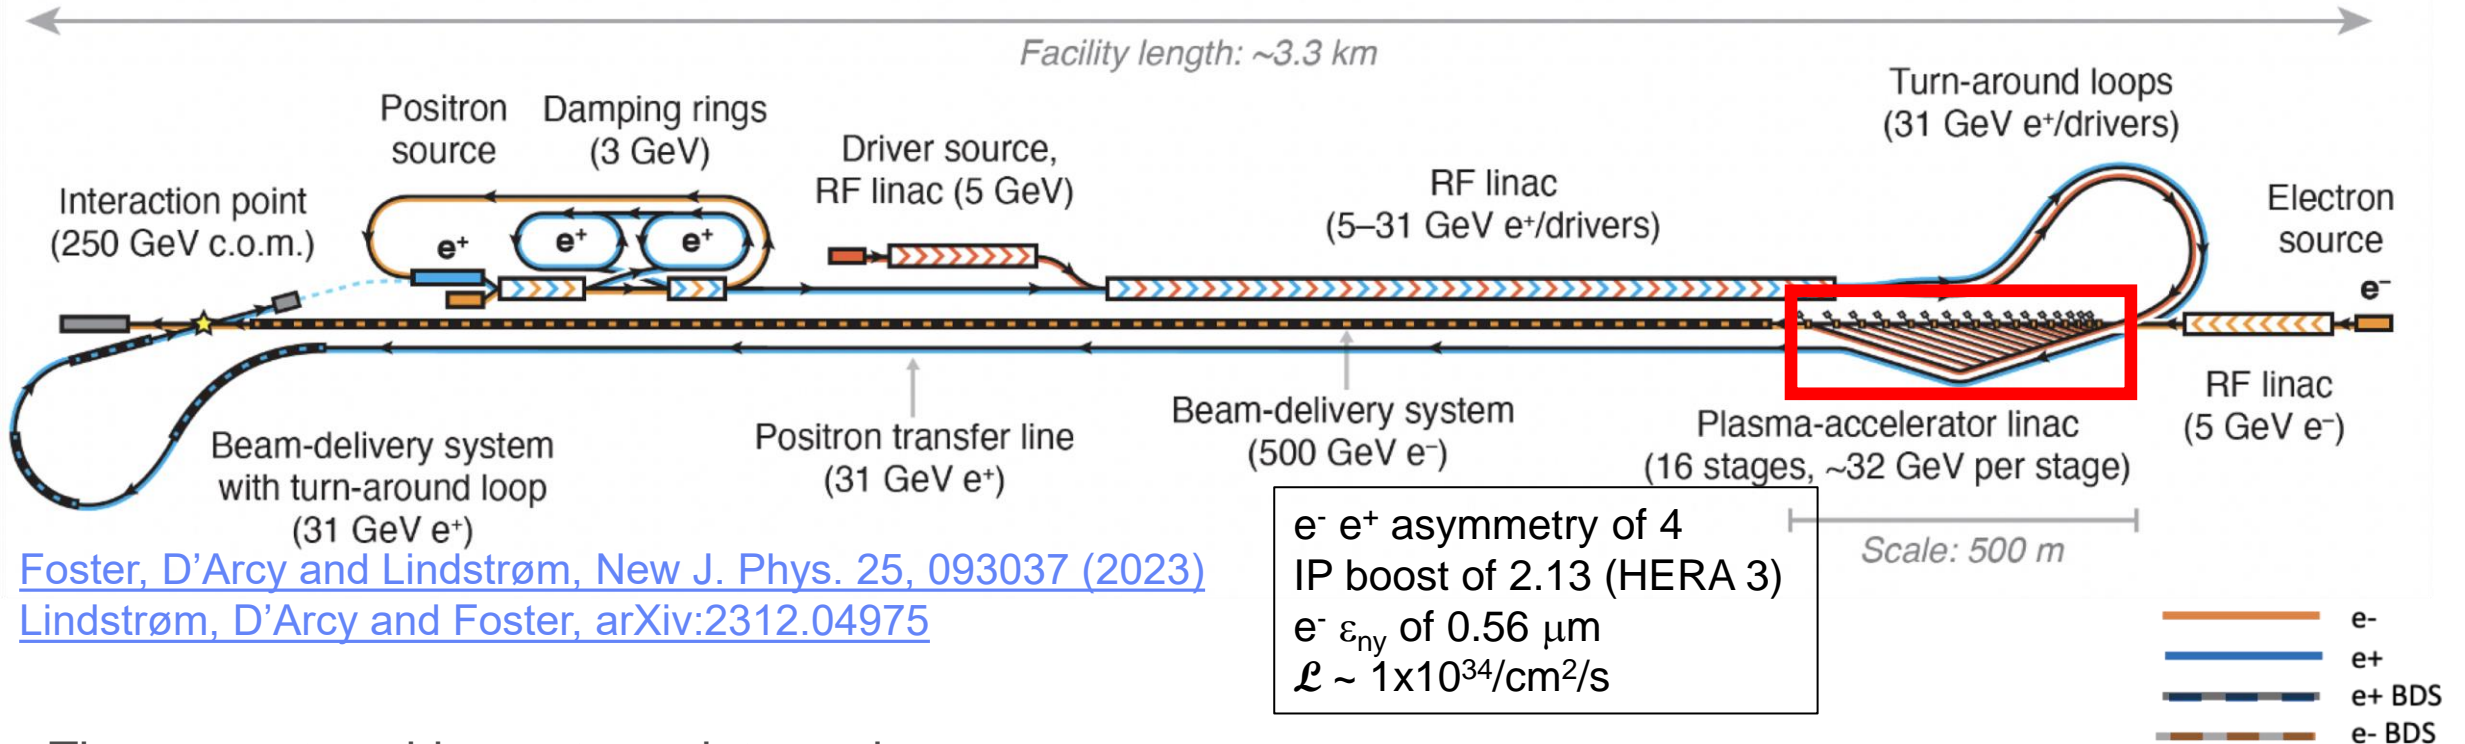 Facility length: ~3.3 km
Turn-around loops
(31 GeV e⁺/drivers)
Positron
source
Damping rings
(3 GeV)
Driver source,
RF linac (5 GeV)
RF linac
(5–31 GeV e⁺/drivers)
Electron
source
Interaction point
(250 GeV c.o.m.)
e⁺
e⁺
e⁺
e⁻
RF linac
(5 GeV e⁻)
Beam-delivery system
with turn-around loop
(31 GeV e⁺)
Positron transfer line
(31 GeV e⁺)
Beam-delivery system
(500 GeV e⁻)
Plasma-accelerator linac
(16 stages, ~32 GeV per stage)
Scale: 500 m
Foster, D'Arcy and Lindstrøm, New J. Phys. 25, 093037 (2023)
Lindstrøm, D'Arcy and Foster, arXiv:2312.04975
e⁻ e⁺ asymmetry of 4
IP boost of 2.13 (HERA 3)
e⁻ εny of 0.56 μm
ℒ ~ 1x10³⁴/cm²/s
e-
e+
e+ BDS
e- BDS